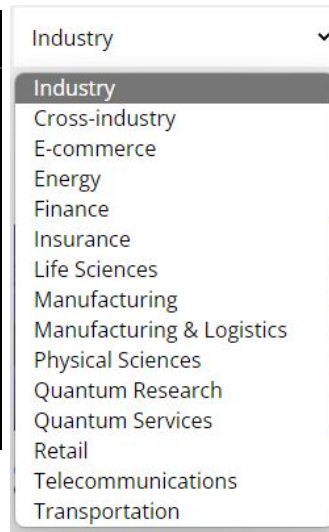 Industry
Industry
Cross-industry
E-commerce
Energy
Finance
Insurance
Life Sciences
Manufacturing
Manufacturing & Logistics
Physical Sciences
Quantum Research
Quantum Services
Retail
Telecommunications
Transportation